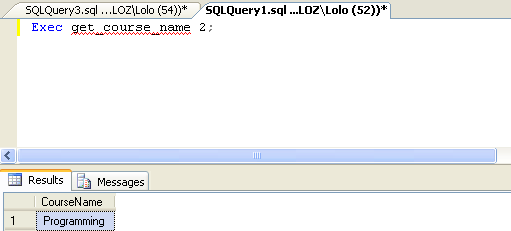 SQLQuery3.sql ...LOZ\Lolo (54))* SQLQuery1.sql ...LOZ\Lolo (52))*
Exec get_course_name 2;
Results Messages
CourseName
1 Programming